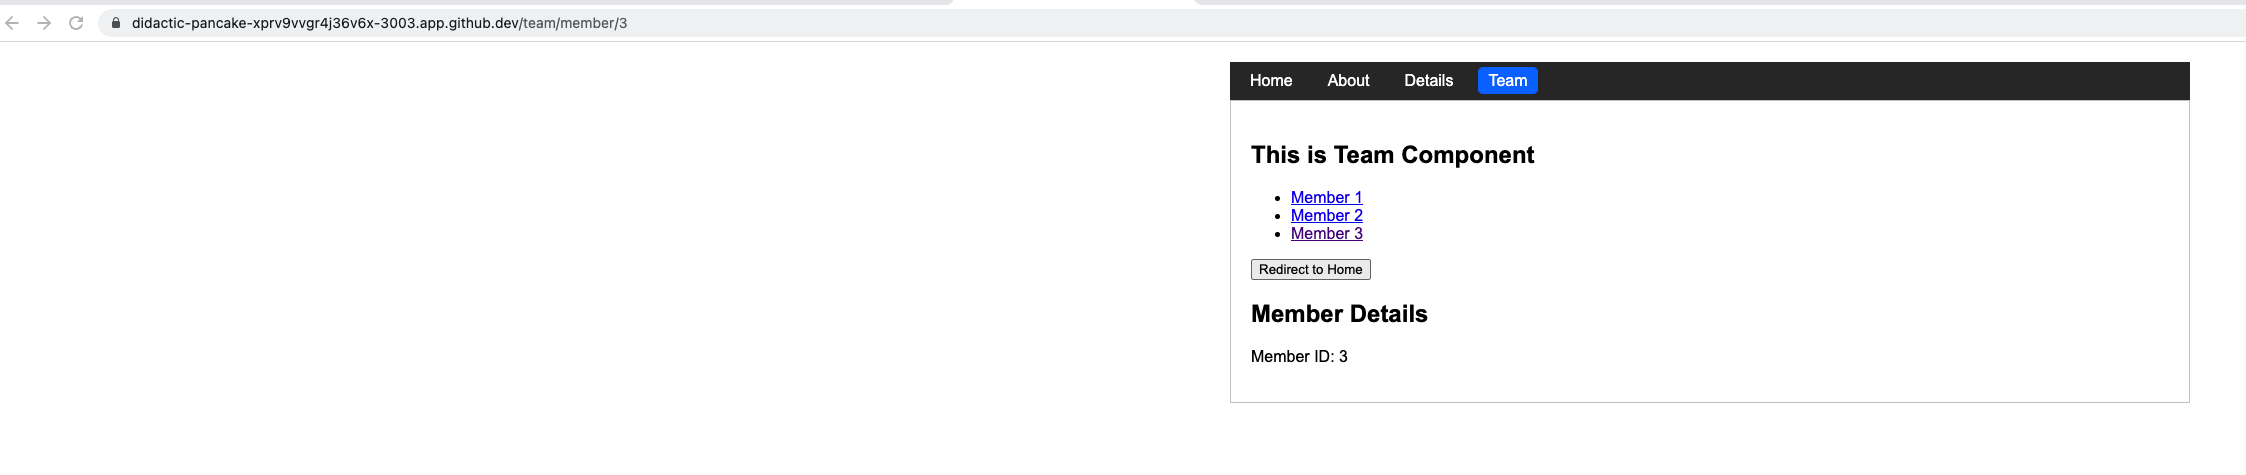 didactic-pancake-xprv9vvgr4j36v6x-3003.app.github.dev/team/member/3
Home About Details Team
This is Team Component
Member 1
Member 2
Member 3
Redirect to Home
Member Details
Member ID: 3